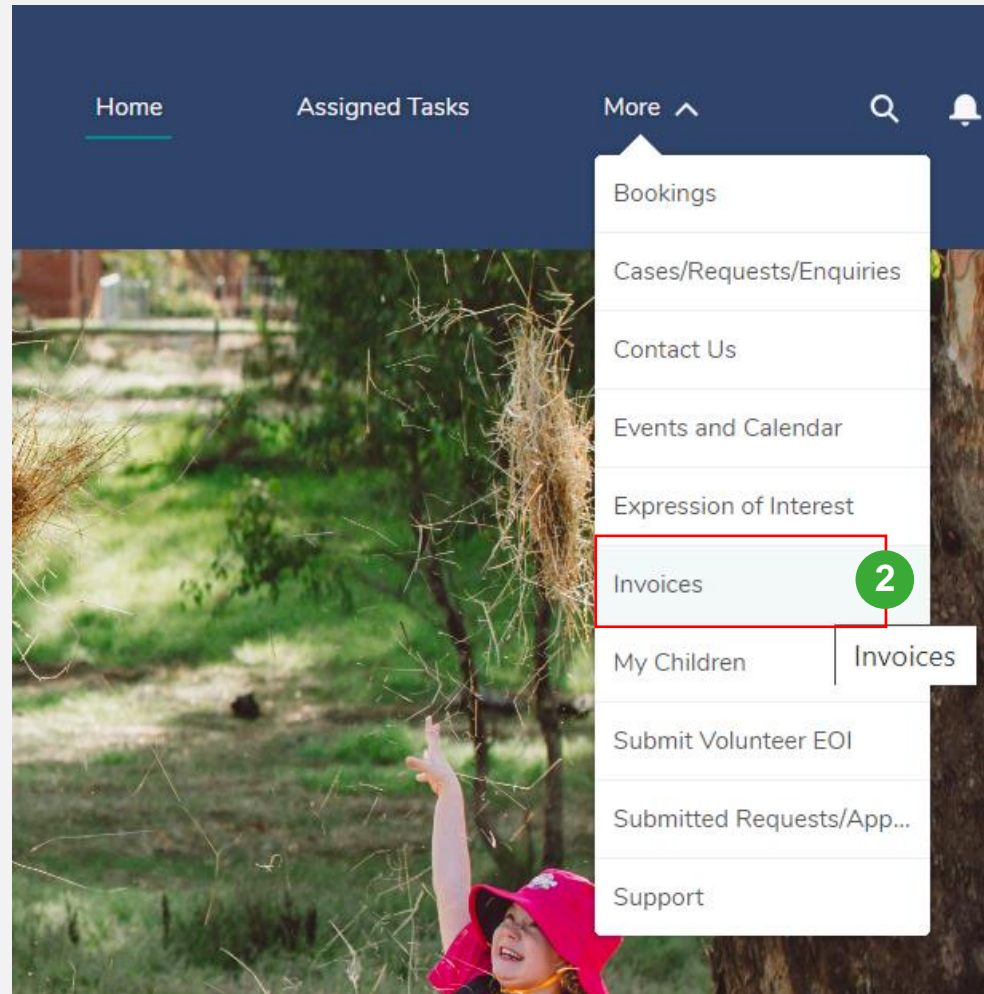 Home Assigned Tasks More
Bookings
Cases/Requests/Enquiries
Contact Us
Events and Calendar
Expression of Interest
Invoices 2
Invoices
My Children
Submit Volunteer EOI
Submitted Requests/App...
Support